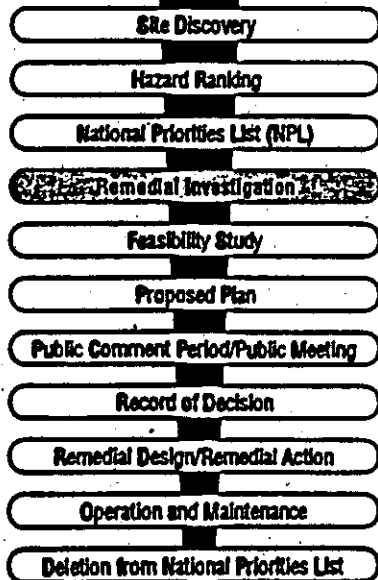 Site Discovery
Hazard Ranking
National Priorities List (NPL)
Remedial Investigation
Feasibility Study
Proposed Plan
Public Comment Period/Public Meeting
Record of Decision
Remedial Design/Remedial Action
Operation and Maintenance
Deletion from National Priorities List